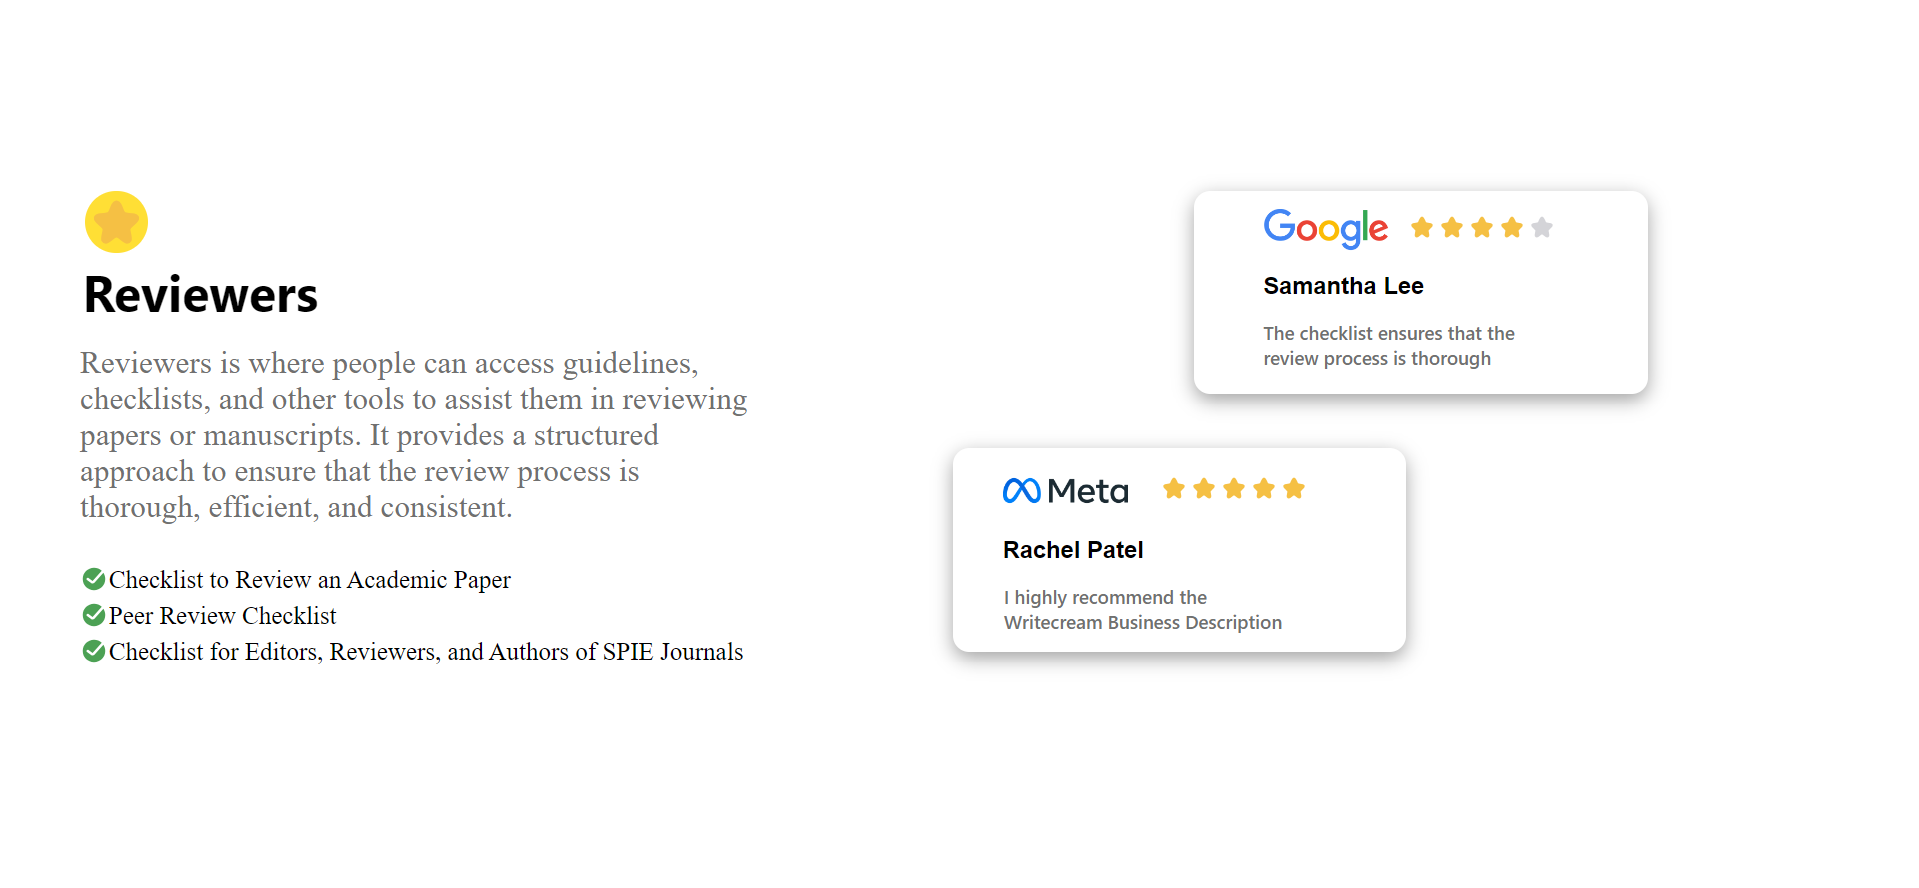 Reviewers
Reviewers is where people can access guidelines,
checklists, and other tools to assist them in reviewing
papers or manuscripts. It provides a structured
approach to ensure that the review process is
thorough, efficient, and consistent.
Checklist to Review an Academic Paper
Peer Review Checklist
Checklist for Editors, Reviewers, and Authors of SPIE Journals
Google
Samantha Lee
The checklist ensures that the
review process is thorough
Meta
Rachel Patel
I highly recommend the
Writecream Business Description